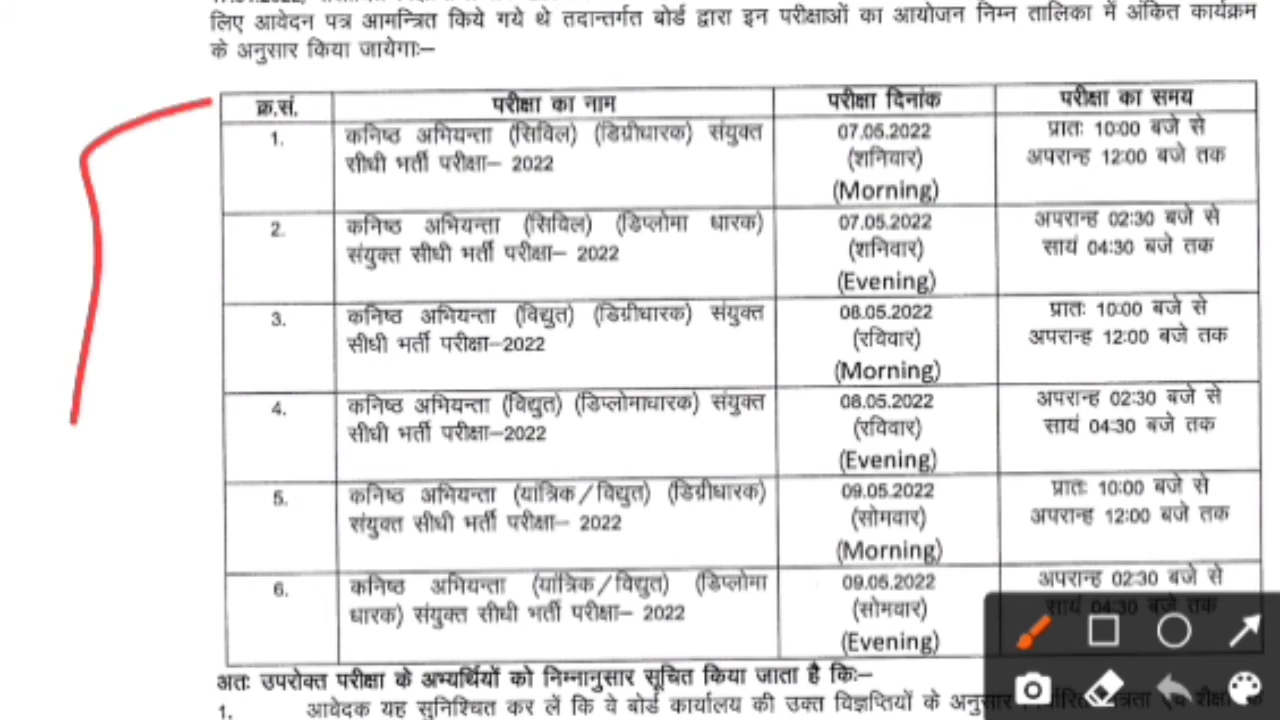 लिए आवेदन पत्र आमन्त्रित किये गये थे तदान्तर्गत बोर्ड द्वारा इन परीक्षाओं का आयोजन निम्न तालिका में अंकित कार्यक्रम
के अनुसार किया जायेगाः–
क्र.सं. परीक्षा का नाम परीक्षा दिनांक परीक्षा का समय
1. कनिष्ठ अभियन्ता (सिविल) (डिग्रीधारक) संयुक्त 07.05.2022 प्रातः 10:00 बजे से
सीधी भर्ती परीक्षा– 2022 (शनिवार) अपरान्ह 12:00 बजे तक
(Morning)
2. कनिष्ठ अभियन्ता (सिविल) (डिप्लोमा धारक) 07.05.2022 अपरान्ह 02:30 बजे से
संयुक्त सीधी भर्ती परीक्षा– 2022 (शनिवार) सायं 04:30 बजे तक
(Evening)
3. कनिष्ठ अभियन्ता (विद्युत) (डिग्रीधारक) संयुक्त 08.05.2022 प्रातः 10:00 बजे से
सीधी भर्ती परीक्षा–2022 (रविवार) अपरान्ह 12:00 बजे तक
(Morning)
4. कनिष्ठ अभियन्ता (विद्युत) (डिप्लोमाधारक) संयुक्त 08.05.2022 अपरान्ह 02:30 बजे से
सीधी भर्ती परीक्षा–2022 (रविवार) सायं 04:30 बजे तक
(Evening)
5. कनिष्ठ अभियन्ता (यांत्रिक/विद्युत) (डिग्रीधारक) 09.05.2022 प्रातः 10:00 बजे से
संयुक्त सीधी भर्ती परीक्षा– 2022 (सोमवार) अपरान्ह 12:00 बजे तक
(Morning)
6. कनिष्ठ अभियन्ता (यांत्रिक/विद्युत) (डिप्लोमा 09.05.2022 अपरान्ह 02:30 बजे से
धारक) संयुक्त सीधी भर्ती परीक्षा– 2022 (सोमवार) सायं 04:30 बजे तक
(Evening)
अतः उपरोक्त परीक्षा के अभ्यर्थियों को निम्नानुसार सूचित किया जाता है किः–
1. आवेदक यह सुनिश्चित कर लें कि वे बोर्ड कार्यालय की उक्त विज्ञप्तियों के अनुसार